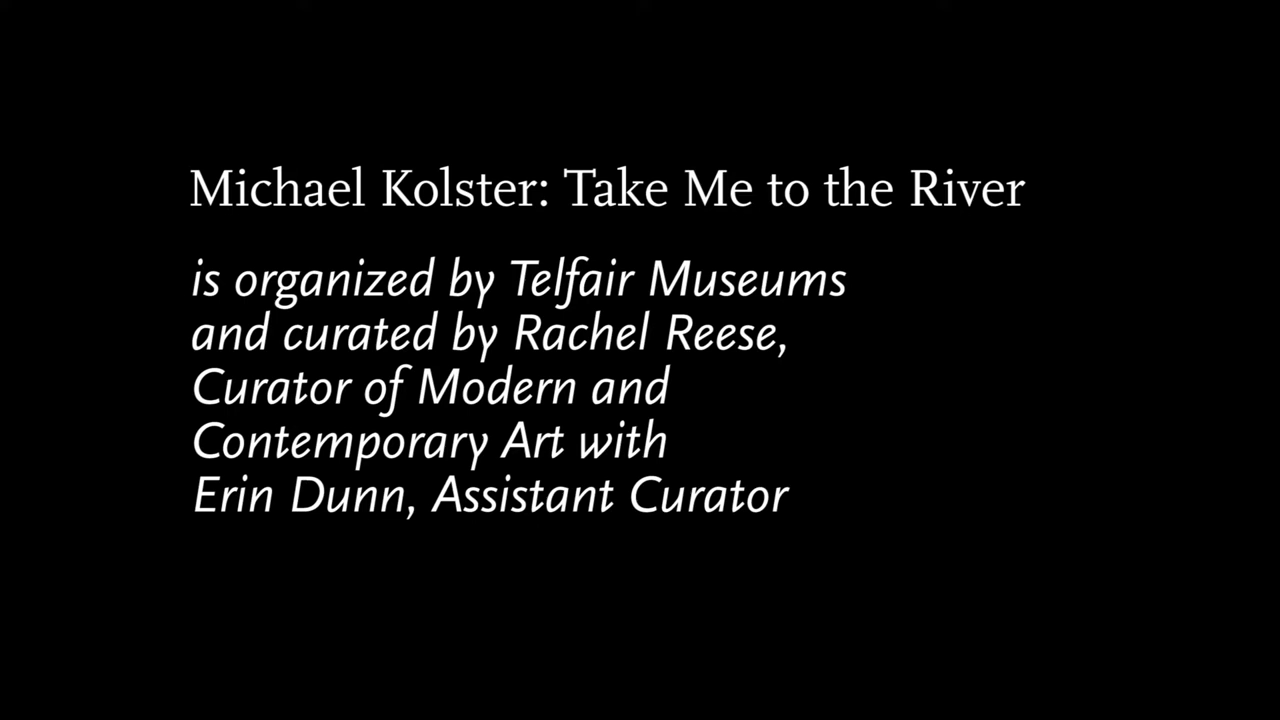 Michael Kolster: Take Me to the River
is organized by Telfair Museums
and curated by Rachel Reese,
Curator of Modern and
Contemporary Art with
Erin Dunn, Assistant Curator